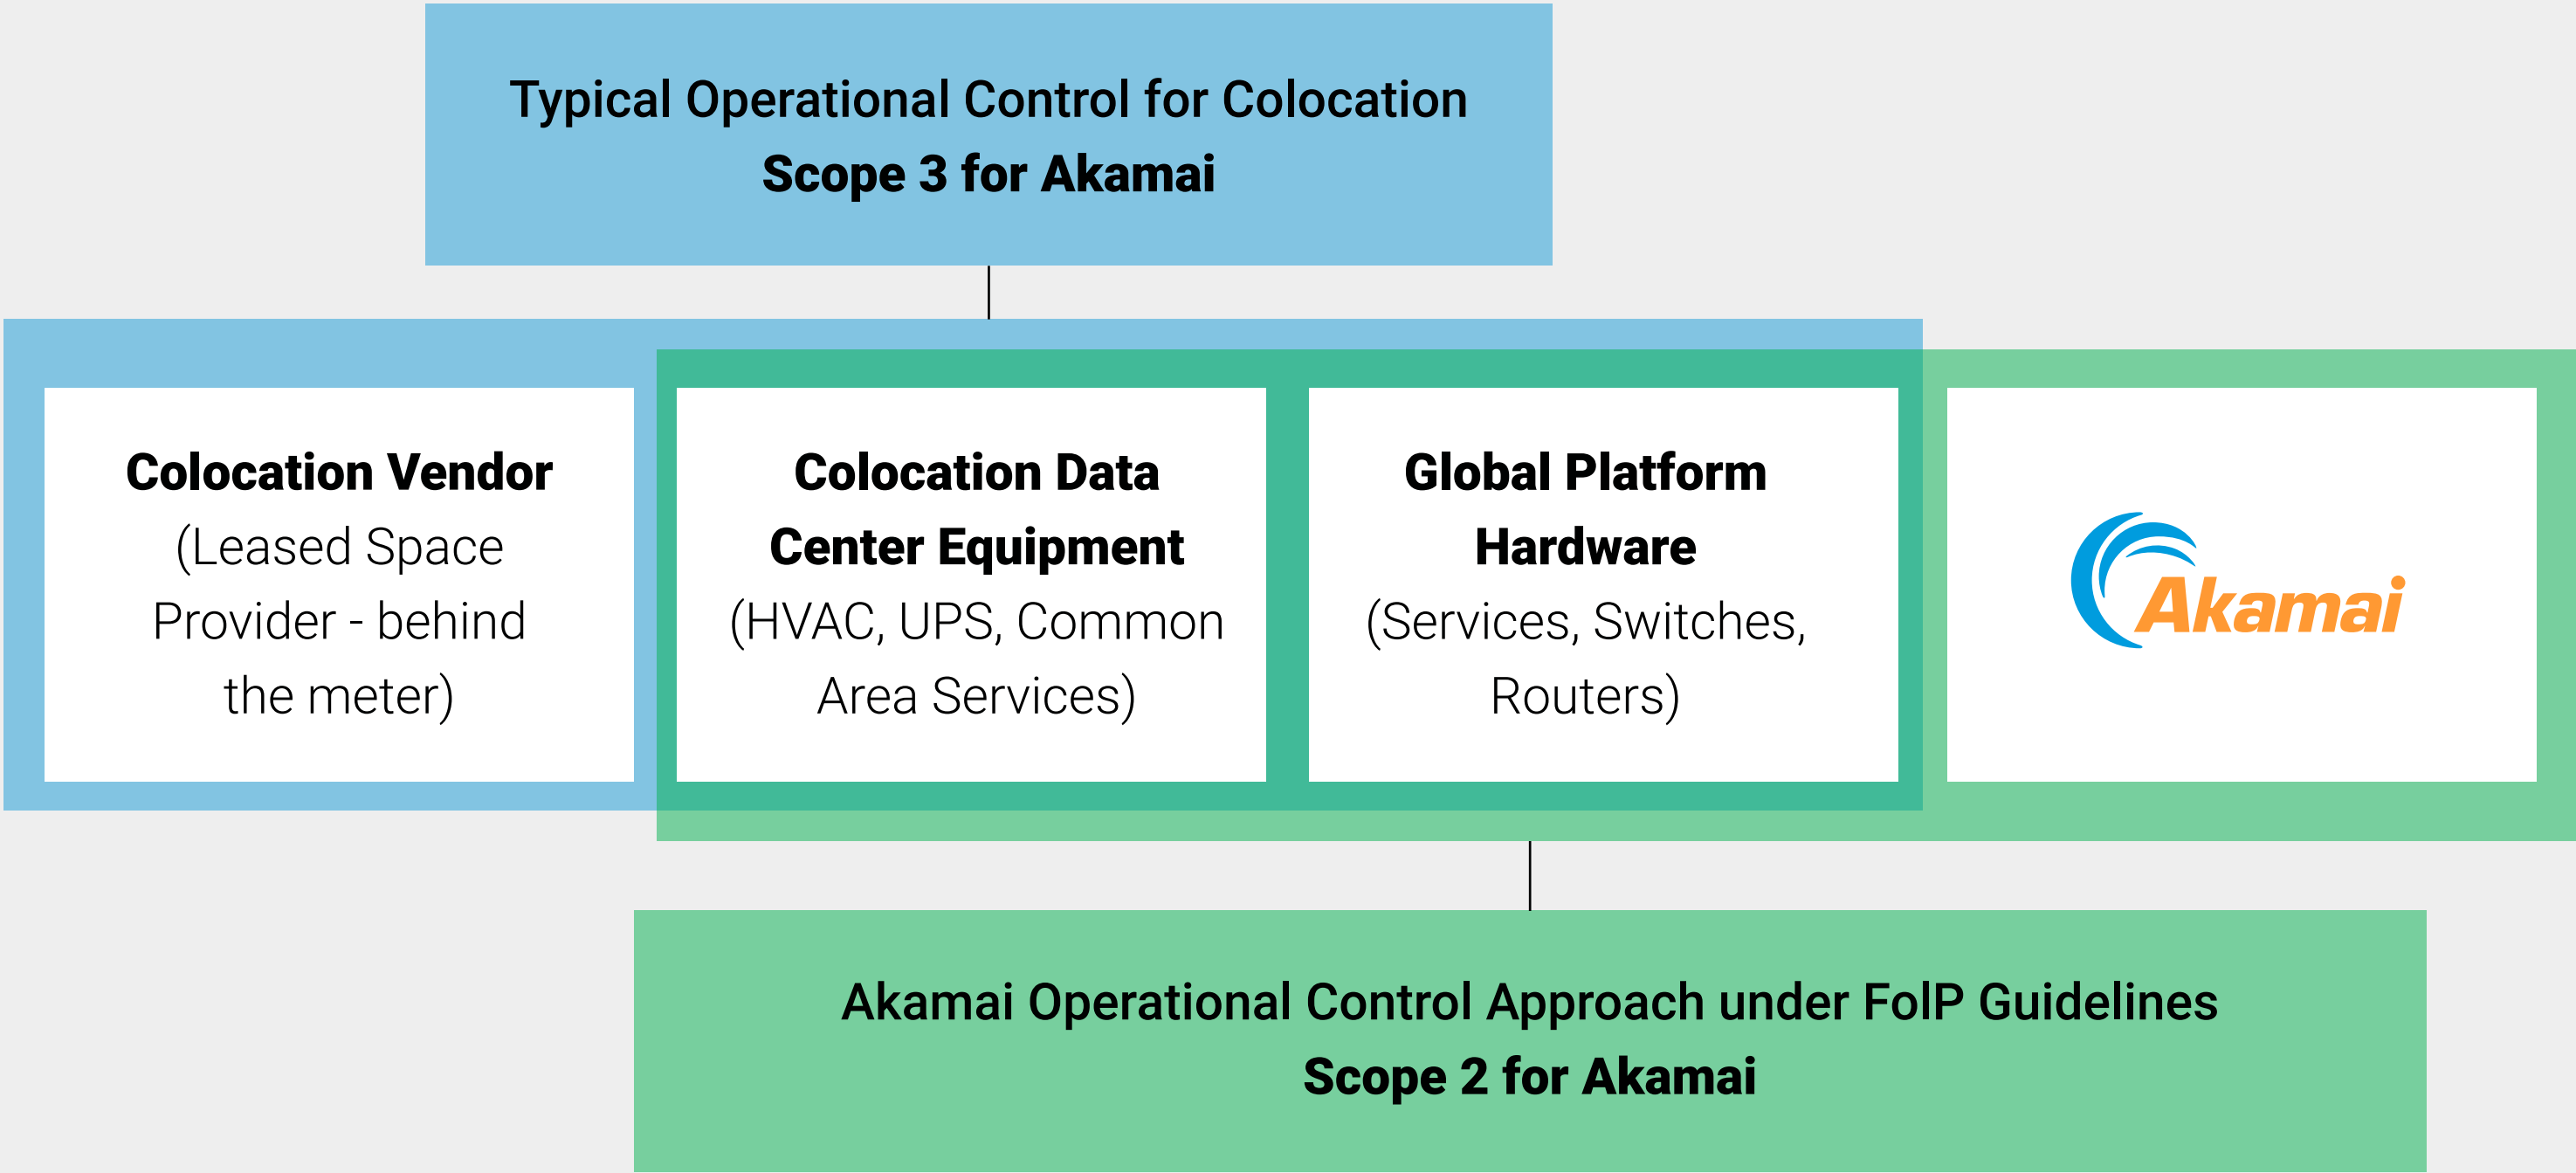 Typical Operational Control for Colocation
Scope 3 for Akamai
Colocation Vendor
(Leased Space
Provider - behind
the meter)
Colocation Data
Center Equipment
(HVAC, UPS, Common
Area Services)
Global Platform
Hardware
(Services, Switches,
Routers)
Akamai
Akamai Operational Control Approach under FoIP Guidelines
Scope 2 for Akamai